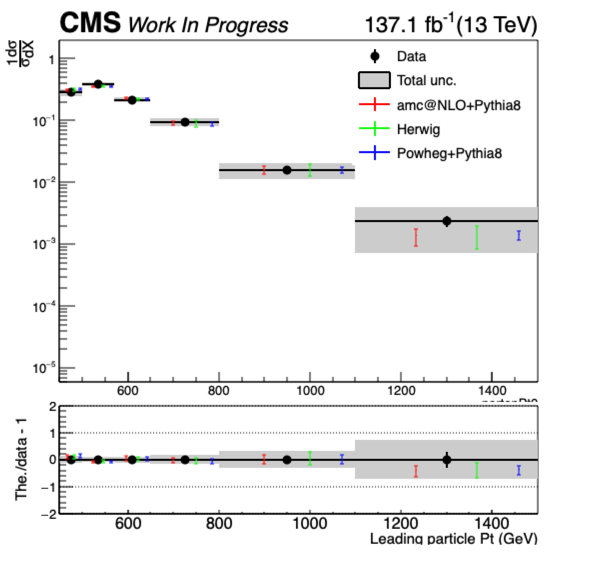 CMS Work In Progress 137.1 fb⁻¹(13 TeV)
1dσ
σdX
Data
Total unc.
amc@NLO+Pythia8
Herwig
Powheg+Pythia8
1
10⁻¹
10⁻²
10⁻³
10⁻⁴
10⁻⁵
600 800 1000 1200 1400
The./data - 1
2
1
0
−1
−2
600 800 1000 1200 1400
Leading particle Pt (GeV)